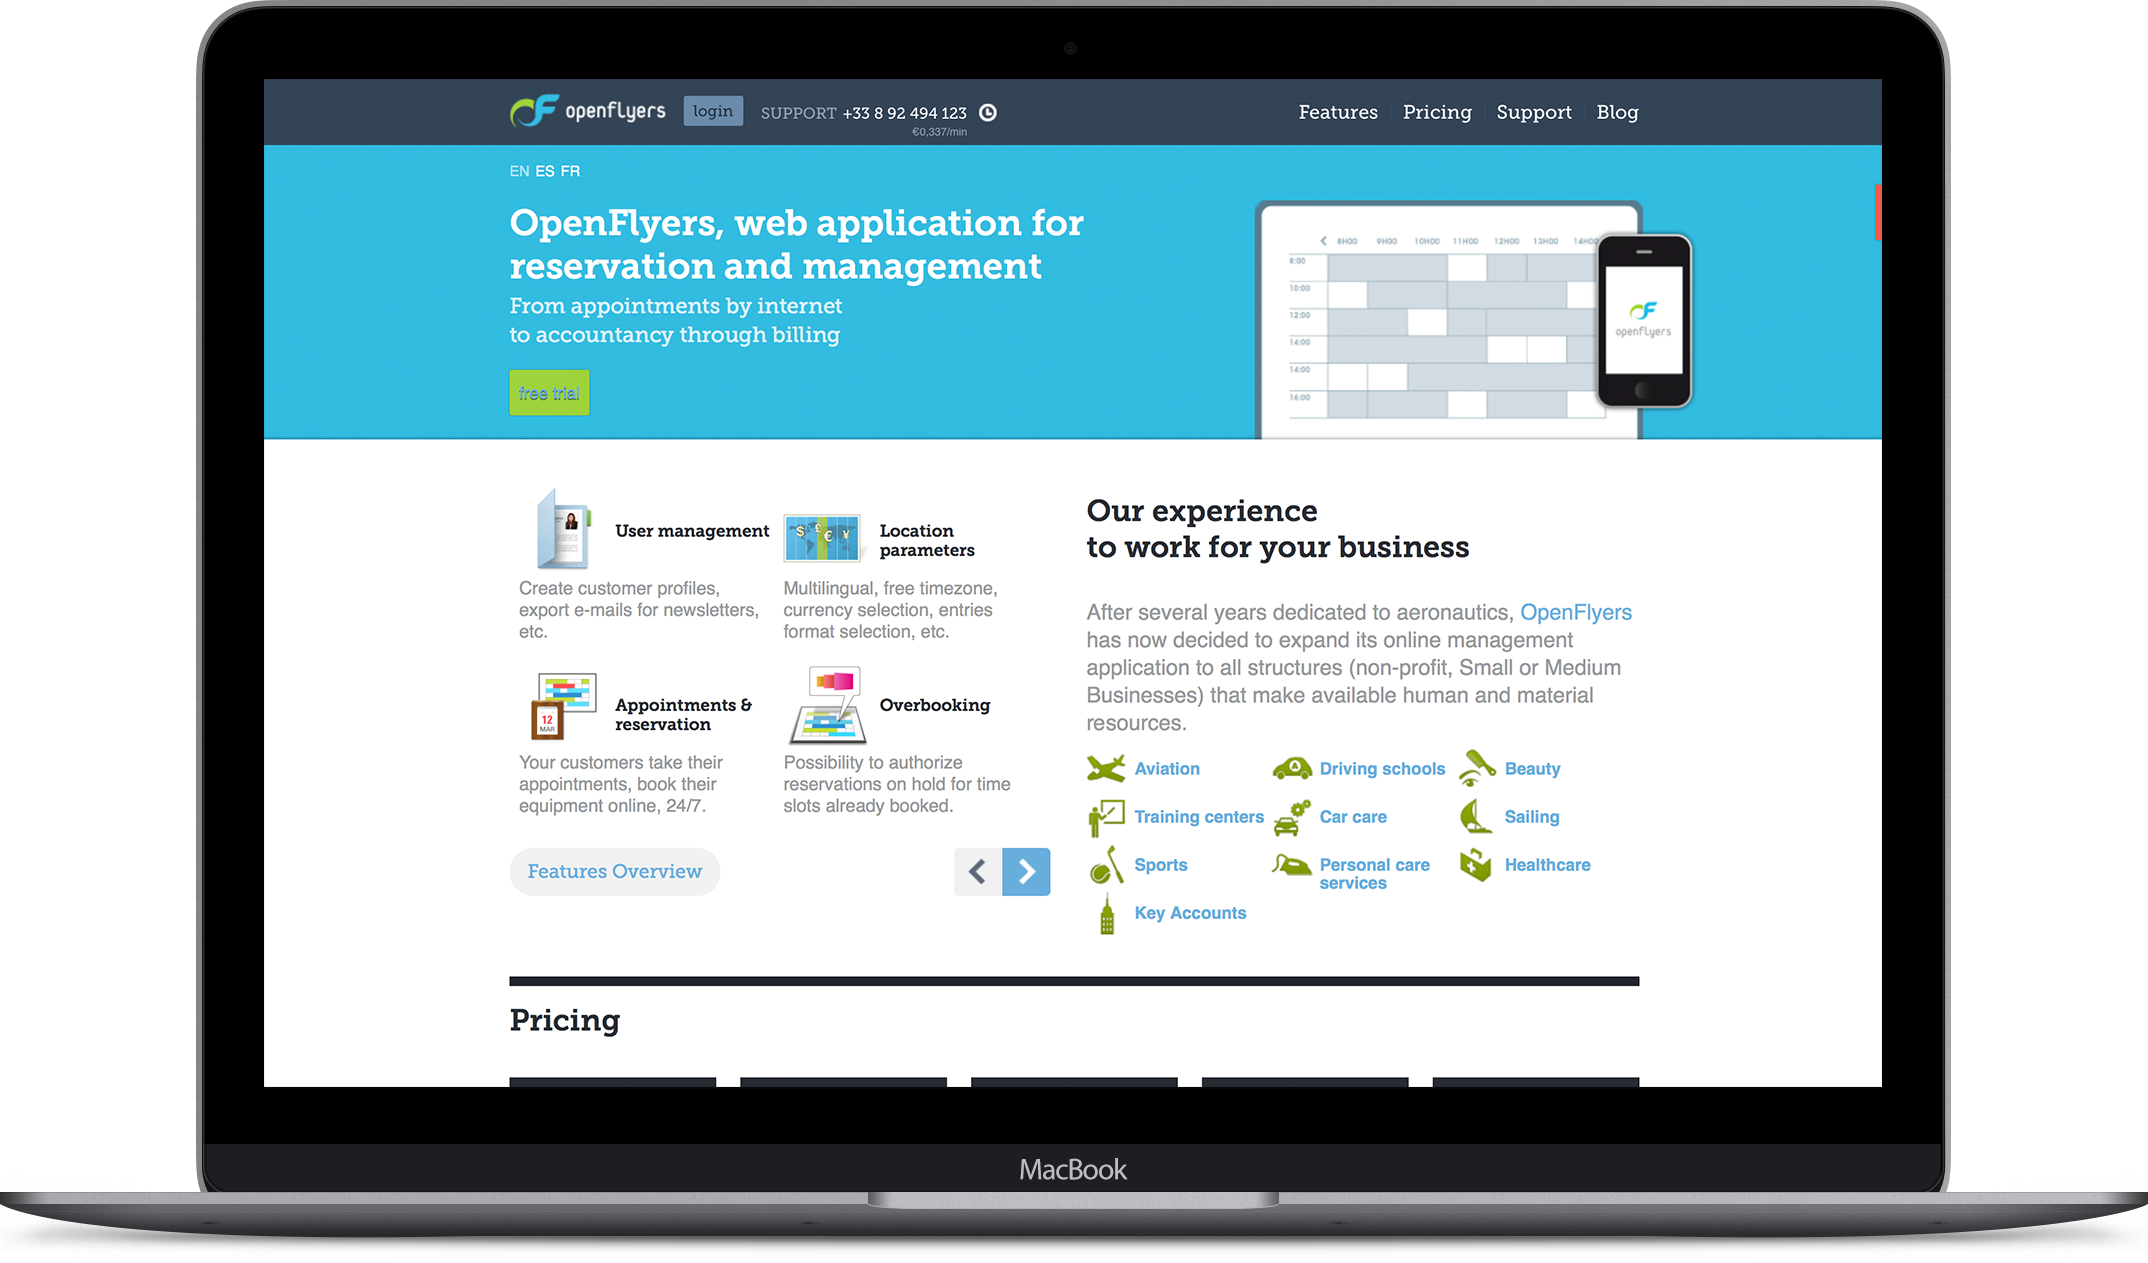 openflyers
login
SUPPORT +33 8 92 494 123
€0,337/min
Features
Pricing
Support
Blog
EN ES FR
OpenFlyers, web application for
reservation and management
From appointments by internet
to accountancy through billing
free trial
8H00 9H00 10H00 11H00 12H00 13H00 14H00
8:00
10:00
12:00
14:00
14:00
16:00
openflyers
User management
Create customer profiles,
export e-mails for newsletters,
etc.
$ £ € ¥
Location
parameters
Multilingual, free timezone,
currency selection, entries
format selection, etc.
12
MAR
Appointments &
reservation
Your customers take their
appointments, book their
equipment online, 24/7.
Overbooking
Possibility to authorize
reservations on hold for time
slots already booked.
Features Overview
Our experience
to work for your business
After several years dedicated to aeronautics, OpenFlyers
has now decided to expand its online management
application to all structures (non-profit, Small or Medium
Businesses) that make available human and material
resources.
Aviation
A
Driving schools
Beauty
Training centers
Car care
Sailing
Sports
Personal care
services
Healthcare
Key Accounts
Pricing
MacBook